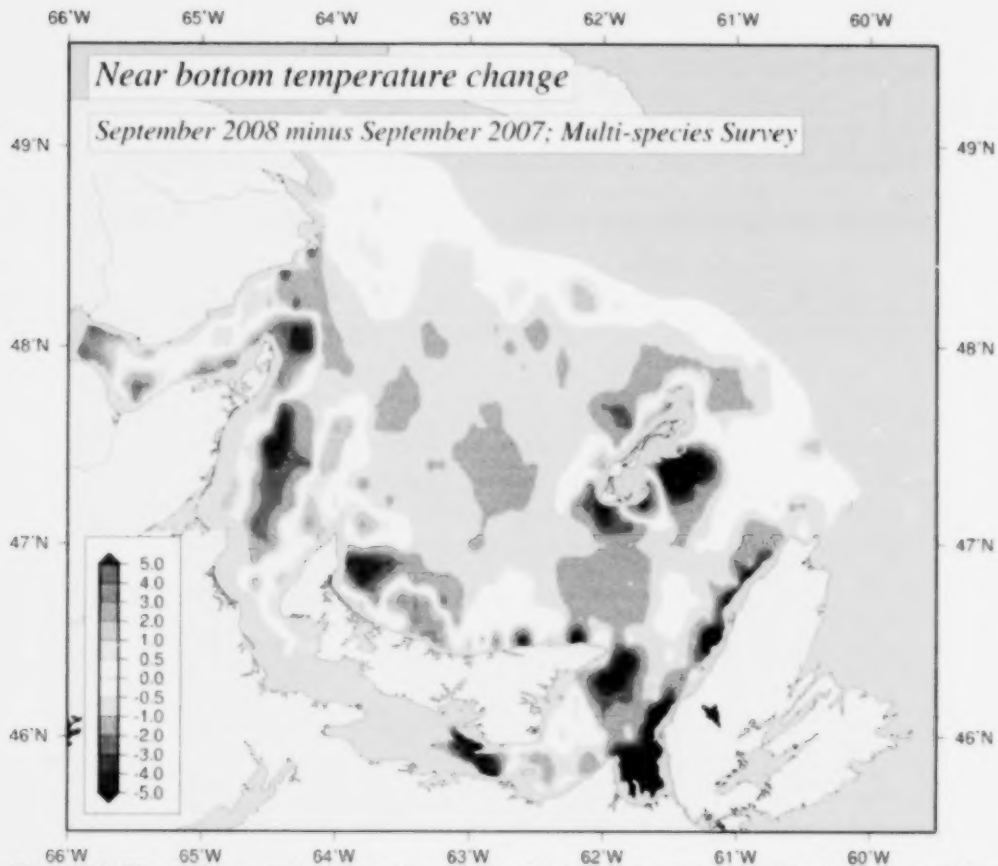 66°W 65°W 64°W 63°W 62°W 61°W 60°W
Near bottom temperature change
September 2008 minus September 2007; Multi-species Survey
49°N 49°N
48°N 48°N
47°N 47°N
46°N 46°N
5.0
4.0
3.0
2.0
1.0
0.5
0.0
-0.5
-1.0
-2.0
-3.0
-4.0
-5.0
66°W 65°W 64°W 63°W 62°W 61°W 60°W